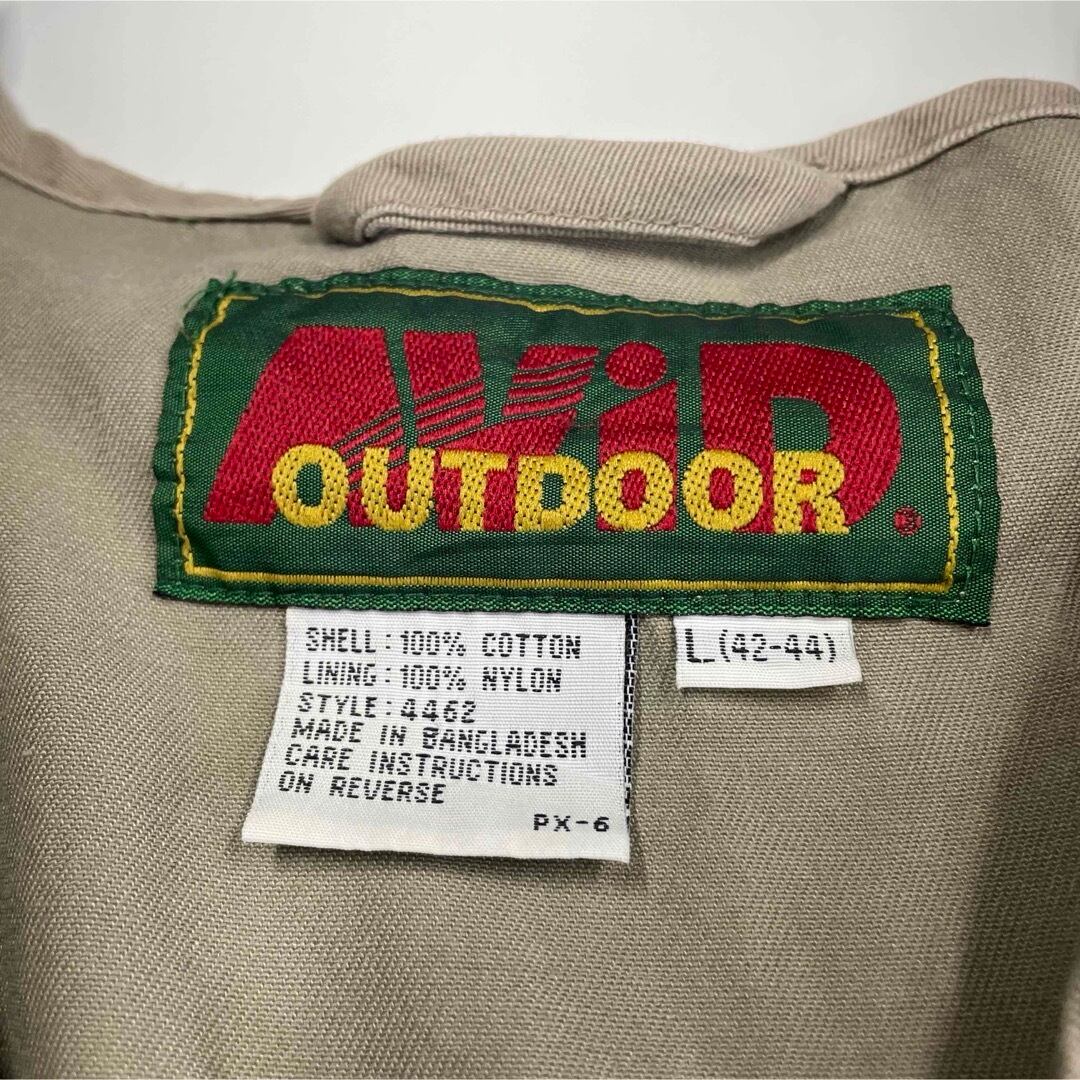 AViD
OUTDOOR ®
SHELL: 100% COTTON
LINING: 100% NYLON
STYLE: 4462
MADE IN BANGLADESH
CARE INSTRUCTIONS
ON REVERSE
PX-6
L (42-44)